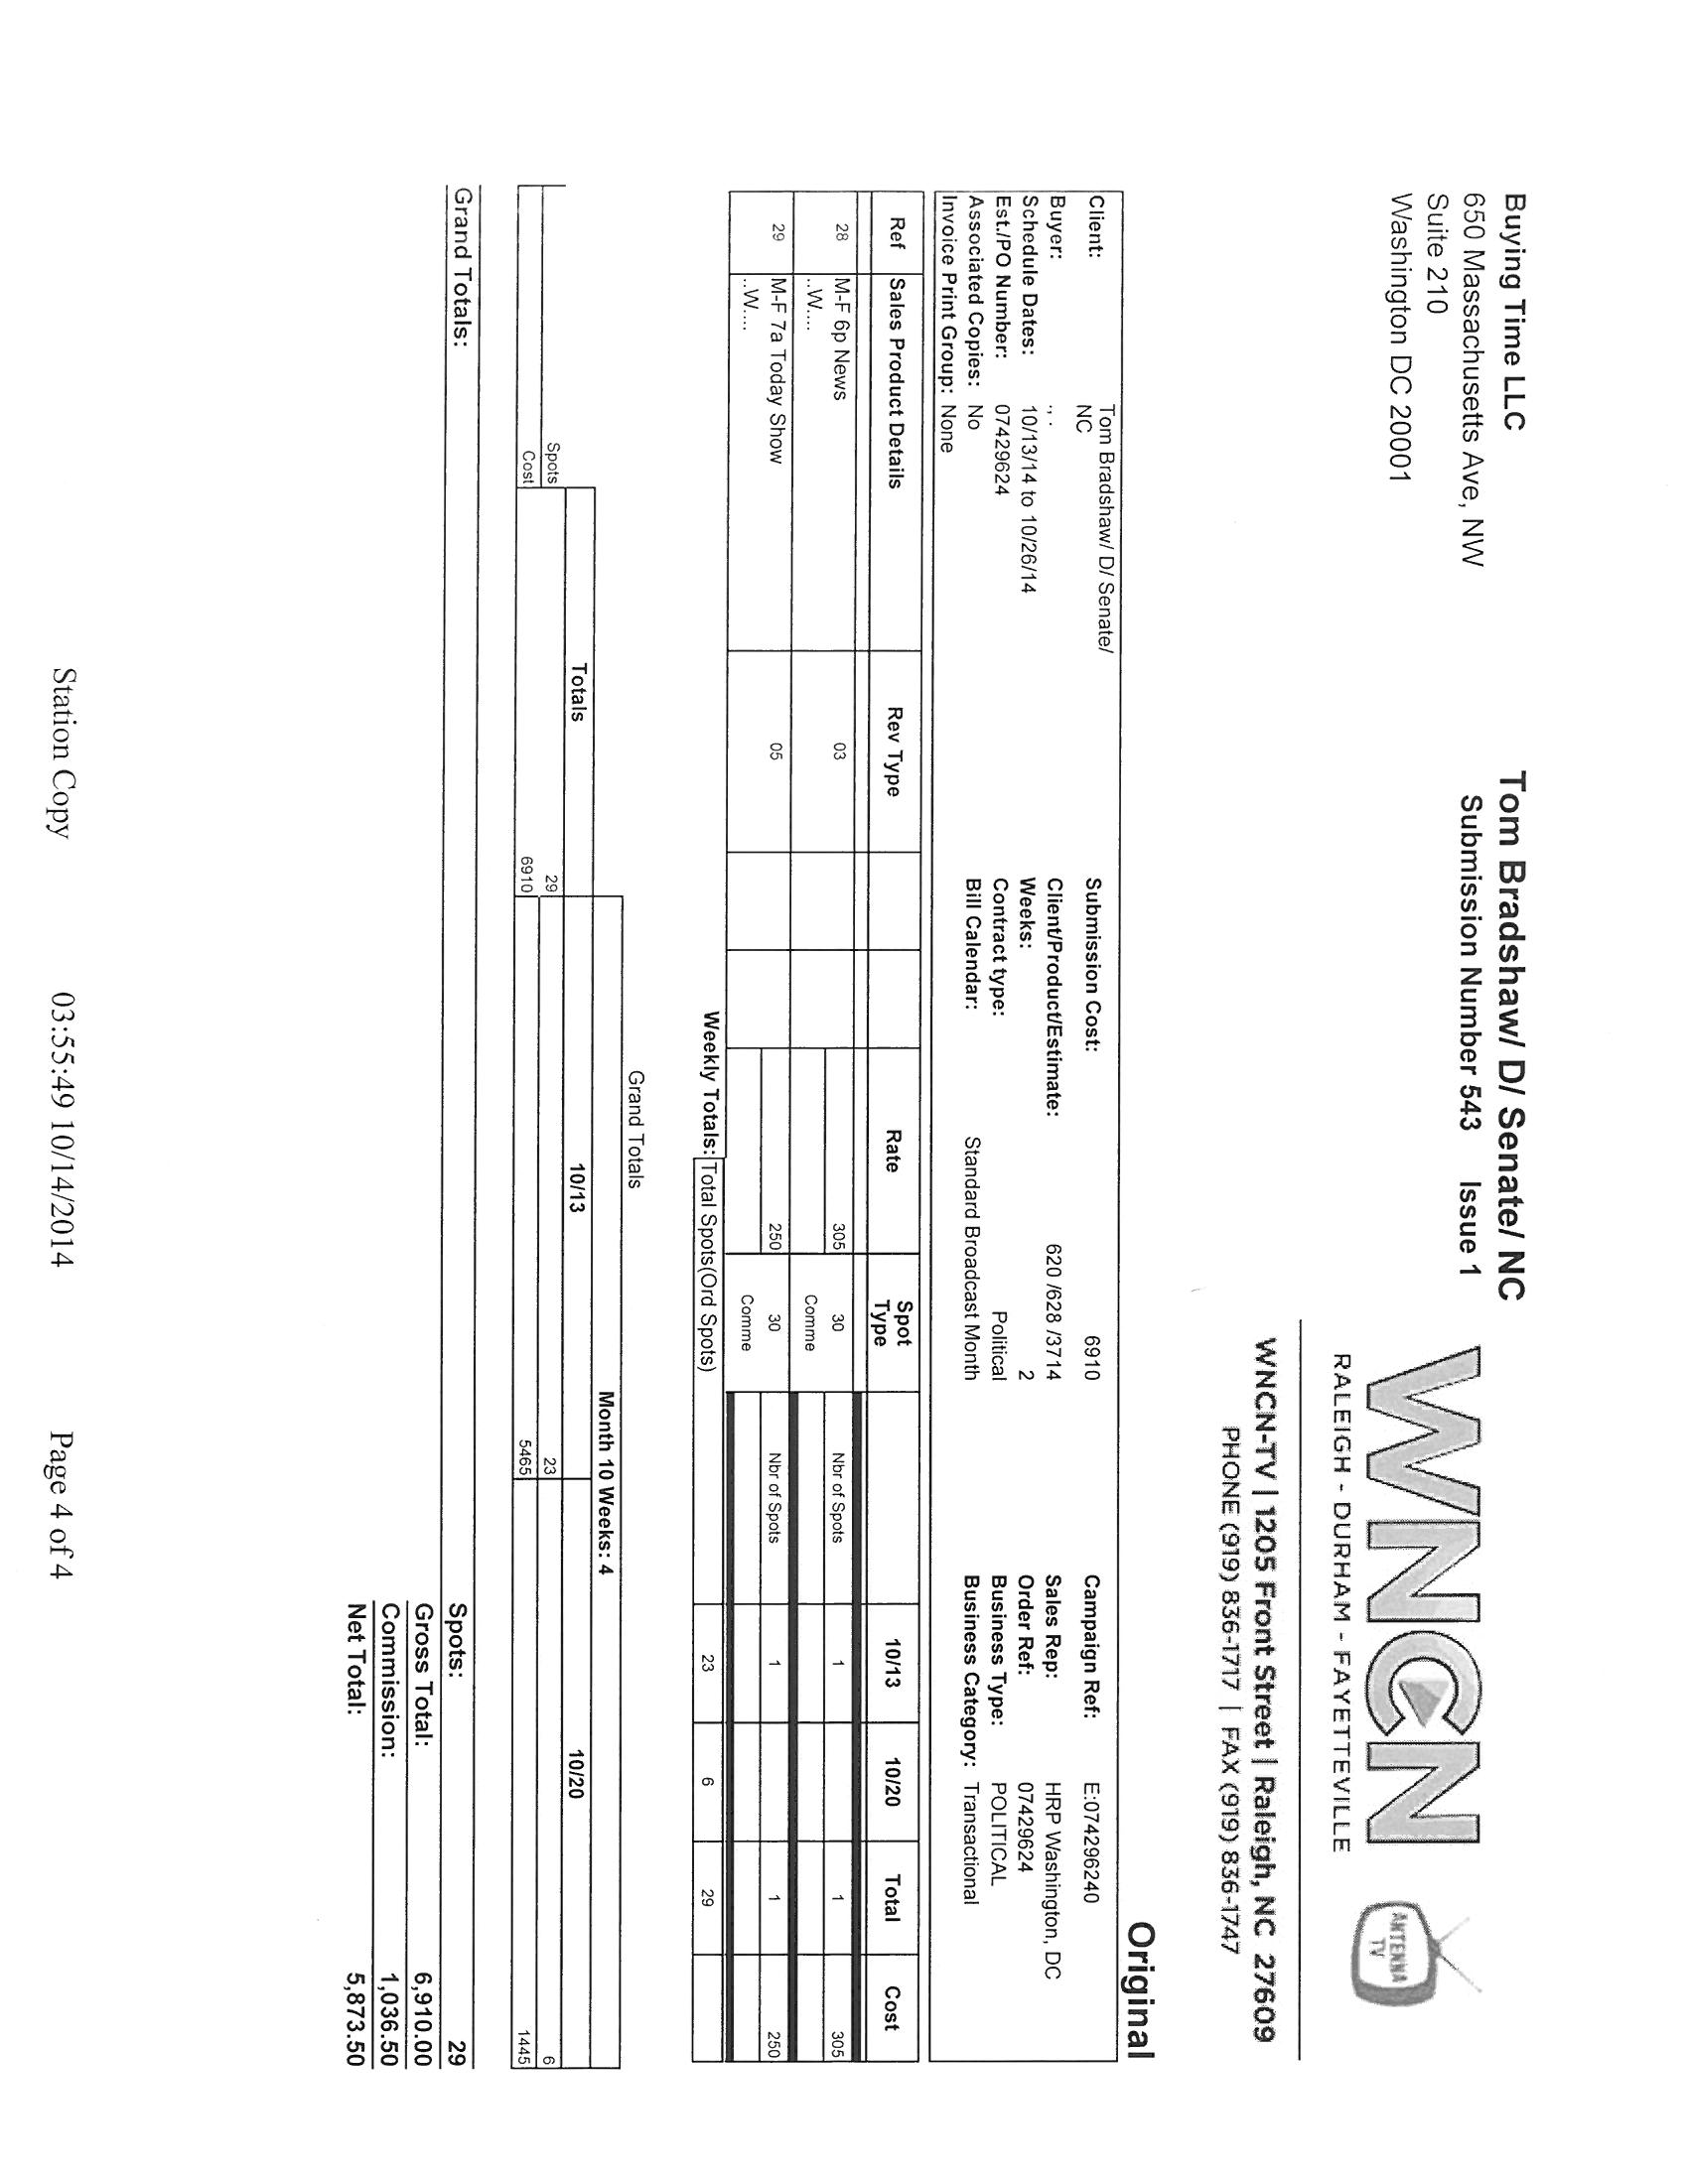 Buying Time LLC
650 Massachusetts Ave, NW
Suite 210
Washington DC 20001
Tom Bradshaw/ D/ Senate/ NC
Submission Number 543 Issue 1
WNCN
RALEIGH - DURHAM - FAYETTEVILLE
ANTENNA TV
WNCN-TV | 1205 Front Street | Raleigh, NC 27609
PHONE (919) 836-1717 | FAX (919) 836-1747
Original
Client: Tom Bradshaw/ D/ Senate/ NC
Buyer: ., .
Schedule Dates: 10/13/14 to 10/26/14
Est./PO Number: 07429624
Associated Copies: No
Invoice Print Group: None
Submission Cost: 6910
Client/Product/Estimate: 620 /628 /3714
Weeks: 2
Contract type: Political
Bill Calendar: Standard Broadcast Month
Campaign Ref: E:074296240
Sales Rep: HRP Washington, DC
Order Ref: 07429624
Business Type: POLITICAL
Business Category: Transactional
Ref Sales Product Details Rev Type Rate Spot Type 10/13 10/20 Total Cost
28 M-F 6p News 03 305 30 Nbr of Spots 1 1 305
..W.... Comme
29 M-F 7a Today Show 05 250 30 Nbr of Spots 1 1 250
..W.... Comme
Weekly Totals: Total Spots(Ord Spots) 23 6 29
Grand Totals
Month 10 Weeks: 4
Totals 10/13 10/20
Spots 29 23 6
Cost 6910 5465 1445
Grand Totals: Spots: 29
Gross Total: 6,910.00
Commission: 1,036.50
Net Total: 5,873.50
Station Copy 03:55:49 10/14/2014 Page 4 of 4